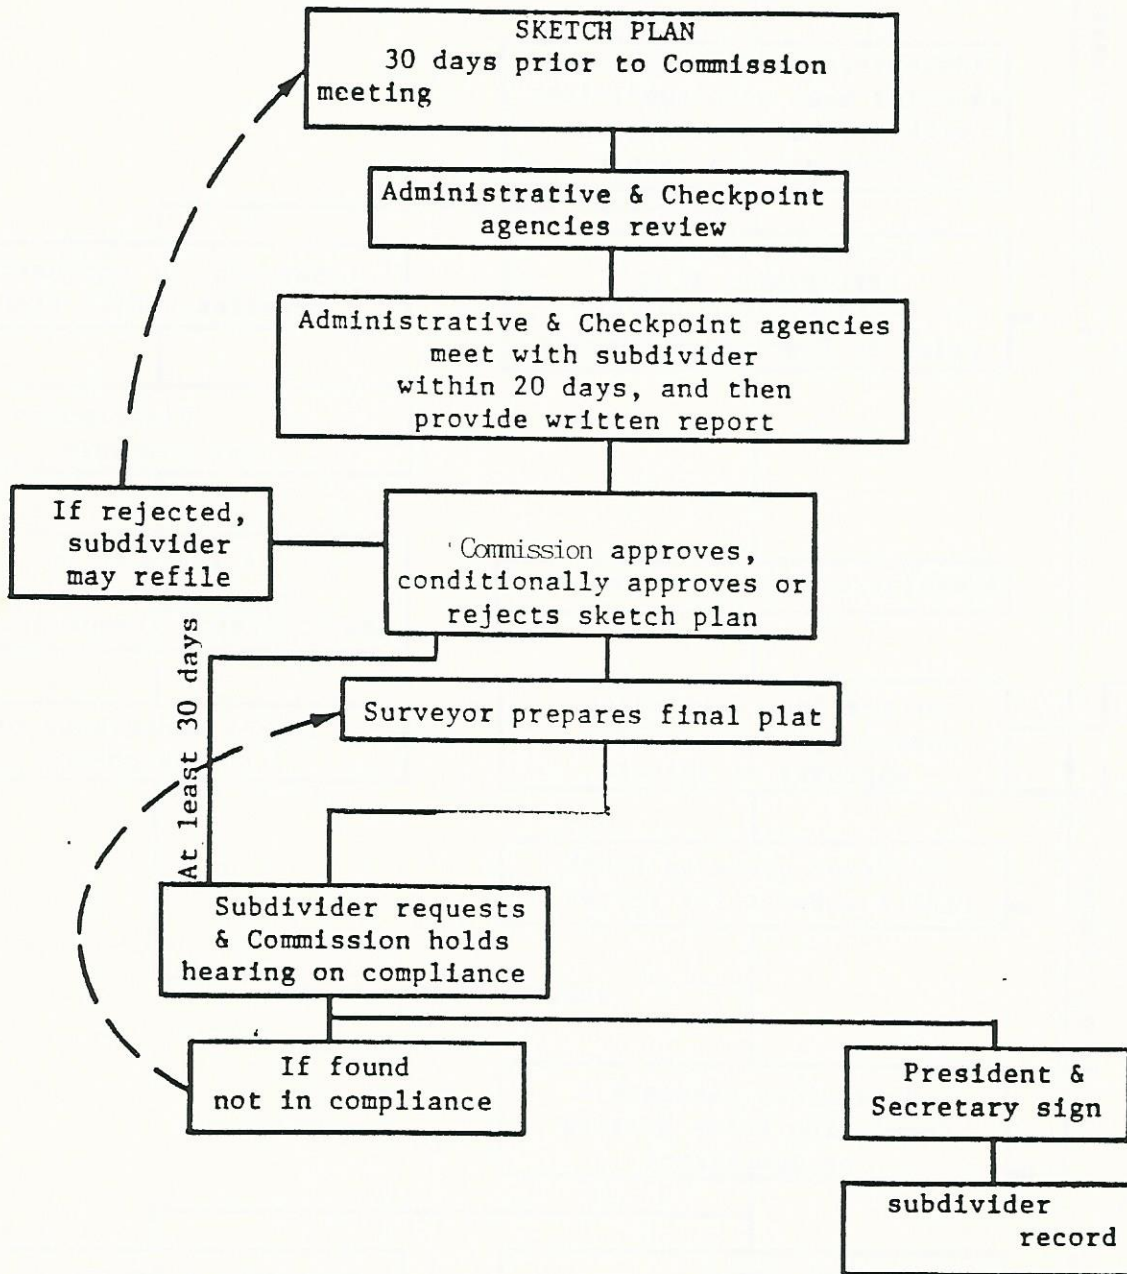 SKETCH PLAN
30 days prior to Commission
meeting
Administrative & Checkpoint
agencies review
Administrative & Checkpoint agencies
meet with subdivider
within 20 days, and then
provide written report
If rejected,
subdivider
may refile
Commission approves,
conditionally approves or
rejects sketch plan
At least 30 days
Surveyor prepares final plat
Subdivider requests
& Commission holds
hearing on compliance
If found
not in compliance
President &
Secretary sign
subdivider
record